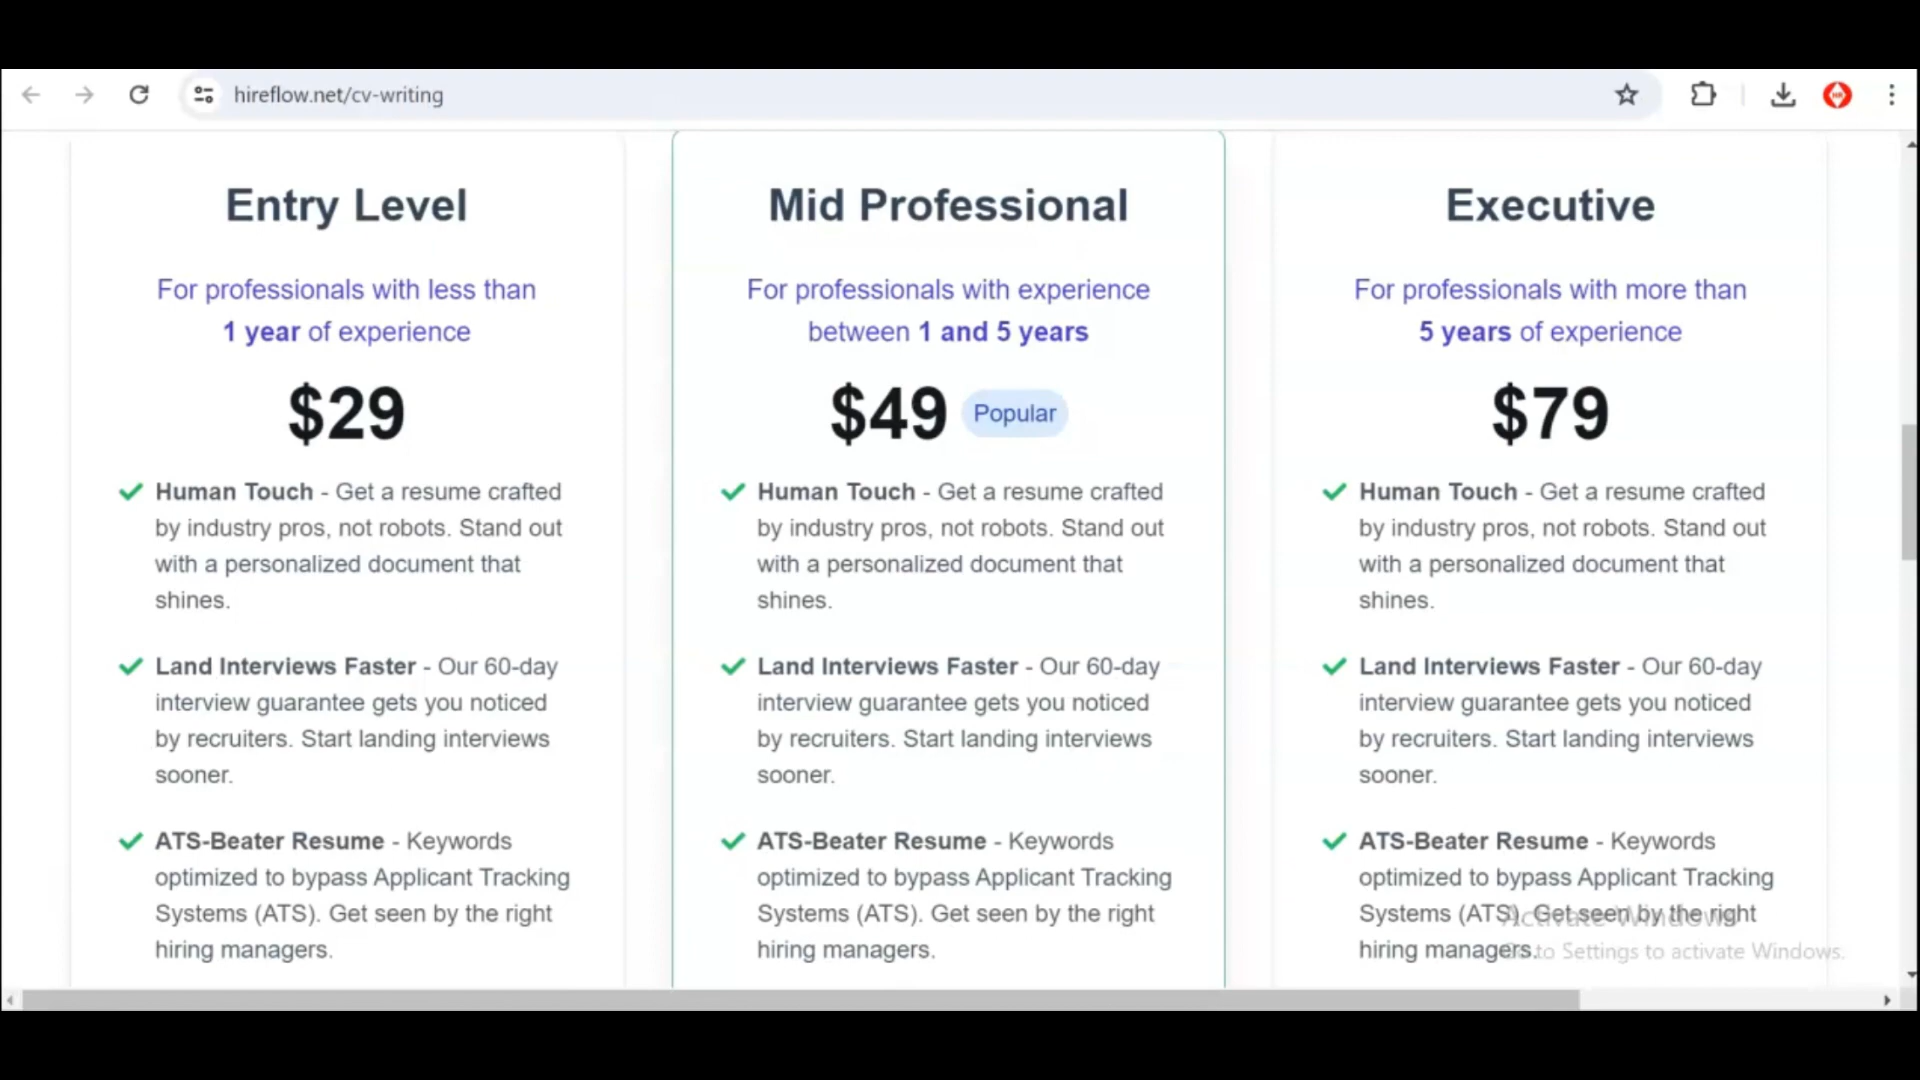 hireflow.net/cv-writing
Entry Level
For professionals with less than
1 year of experience
$29
Human Touch - Get a resume crafted
by industry pros, not robots. Stand out
with a personalized document that
shines.
Land Interviews Faster - Our 60-day
interview guarantee gets you noticed
by recruiters. Start landing interviews
sooner.
ATS-Beater Resume - Keywords
optimized to bypass Applicant Tracking
Systems (ATS). Get seen by the right
hiring managers.
Mid Professional
For professionals with experience
between 1 and 5 years
$49 Popular
Human Touch - Get a resume crafted
by industry pros, not robots. Stand out
with a personalized document that
shines.
Land Interviews Faster - Our 60-day
interview guarantee gets you noticed
by recruiters. Start landing interviews
sooner.
ATS-Beater Resume - Keywords
optimized to bypass Applicant Tracking
Systems (ATS). Get seen by the right
hiring managers.
Executive
For professionals with more than
5 years of experience
$79
Human Touch - Get a resume crafted
by industry pros, not robots. Stand out
with a personalized document that
shines.
Land Interviews Faster - Our 60-day
interview guarantee gets you noticed
by recruiters. Start landing interviews
sooner.
ATS-Beater Resume - Keywords
optimized to bypass Applicant Tracking
Systems (ATS). Get seen by the right
hiring managers.
Activate Windows
Go to Settings to activate Windows.